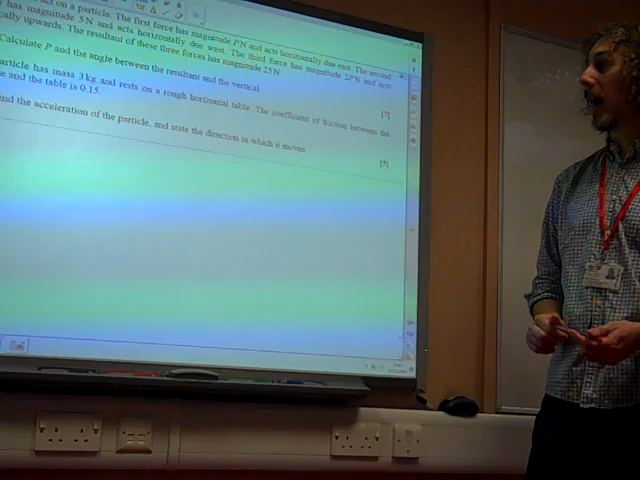 act on a particle. The first force has magnitude P N and acts horizontally due east. The second
has magnitude 5 N and acts horizontally due west. The third force has magnitude 2P N and acts
cally upwards. The resultant of these three forces has magnitude 25 N.
Calculate P and the angle between the resultant and the vertical. [7]
article has mass 3 kg and rests on a rough horizontal table. The coefficient of friction between the
e and the table is 0.15.
nd the acceleration of the particle, and state the direction in which it moves. [5]